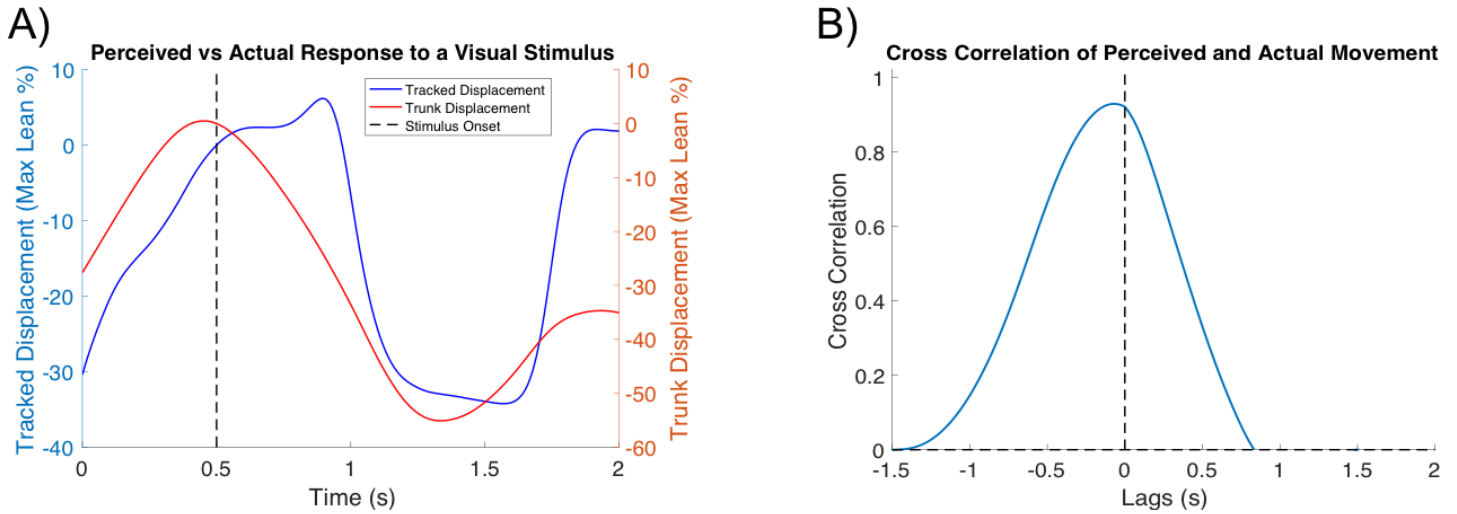 A)
Perceived vs Actual Response to a Visual Stimulus
Tracked Displacement (Max Lean %)
10
0
-10
-20
-30
-40
Tracked Displacement
Trunk Displacement
Stimulus Onset
10
0
-10
-20
-30
-40
-50
-60
Trunk Displacement (Max Lean %)
0 0.5 1 1.5 2
Time (s)
B)
Cross Correlation of Perceived and Actual Movement
Cross Correlation
1
0.8
0.6
0.4
0.2
0
-1.5 -1 -0.5 0 0.5 1 1.5 2
Lags (s)